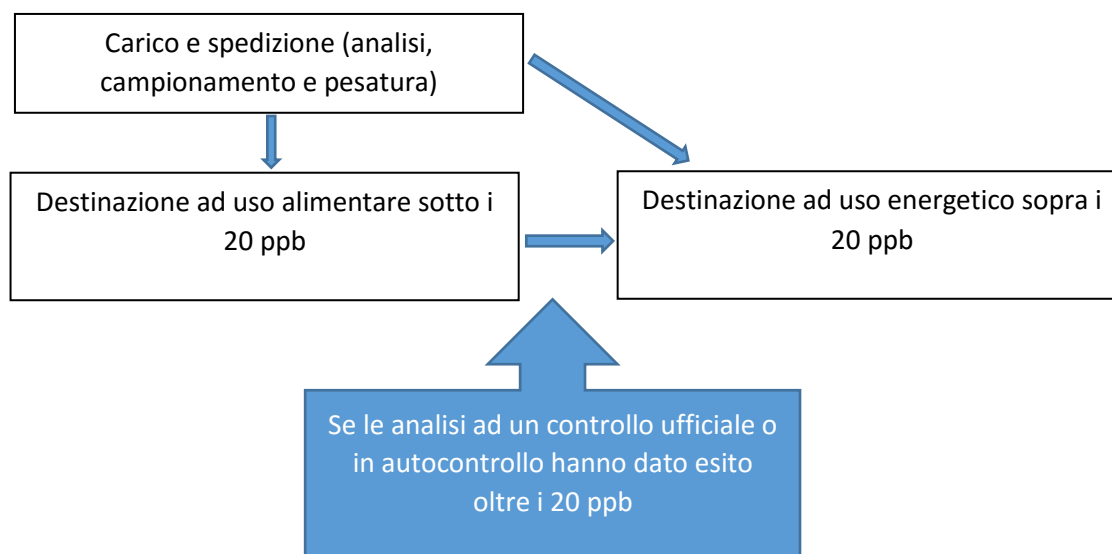 Carico e spedizione (analisi,
campionamento e pesatura)
Destinazione ad uso alimentare sotto i
20 ppb
Destinazione ad uso energetico sopra i
20 ppb
Se le analisi ad un controllo ufficiale o
in autocontrollo hanno dato esito
oltre i 20 ppb